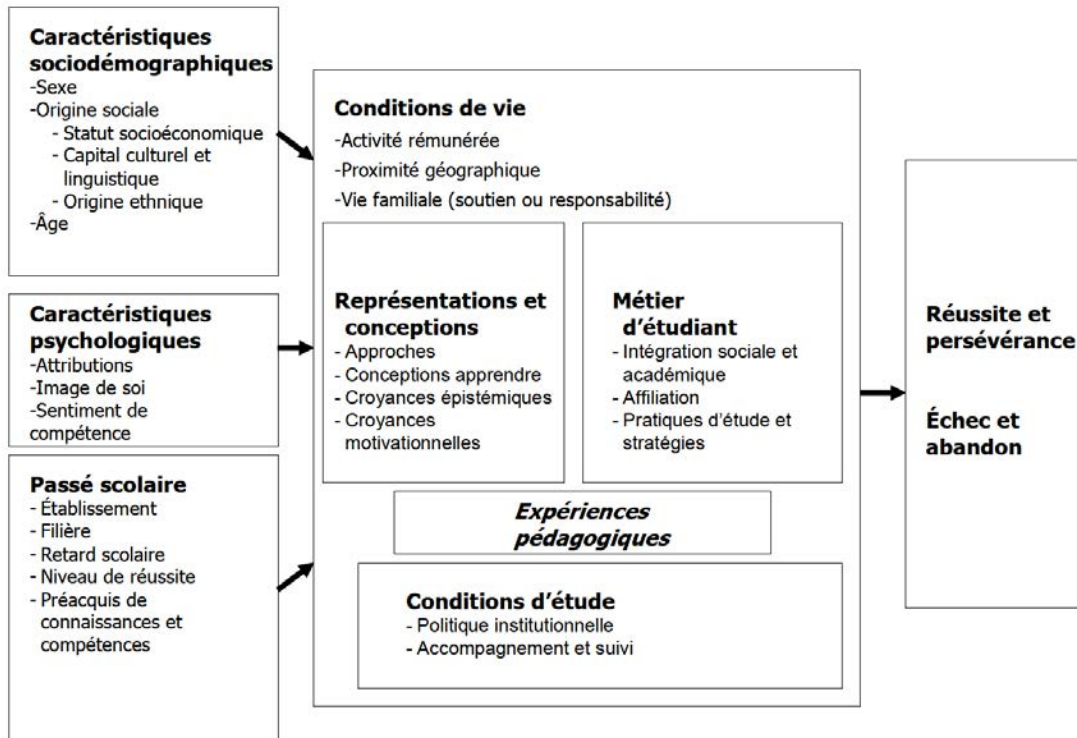 Caractéristiques
sociodémographiques
-Sexe
-Origine sociale
- Statut socioéconomique
- Capital culturel et
linguistique
- Origine ethnique
-Âge
Caractéristiques
psychologiques
-Attributions
-Image de soi
-Sentiment de
compétence
Passé scolaire
- Établissement
- Filière
- Retard scolaire
- Niveau de réussite
- Préacquis de
connaissances et
compétences
Conditions de vie
-Activité rémunérée
-Proximité géographique
-Vie familiale (soutien ou responsabilité)
Représentations et
conceptions
- Approches
- Conceptions apprendre
- Croyances épistémiques
- Croyances
motivationnelles
Métier
d'étudiant
- Intégration sociale et
académique
- Affiliation
- Pratiques d'étude et
stratégies
Expériences
pédagogiques
Conditions d'étude
- Politique institutionnelle
- Accompagnement et suivi
Réussite et
persévérance
Échec et
abandon